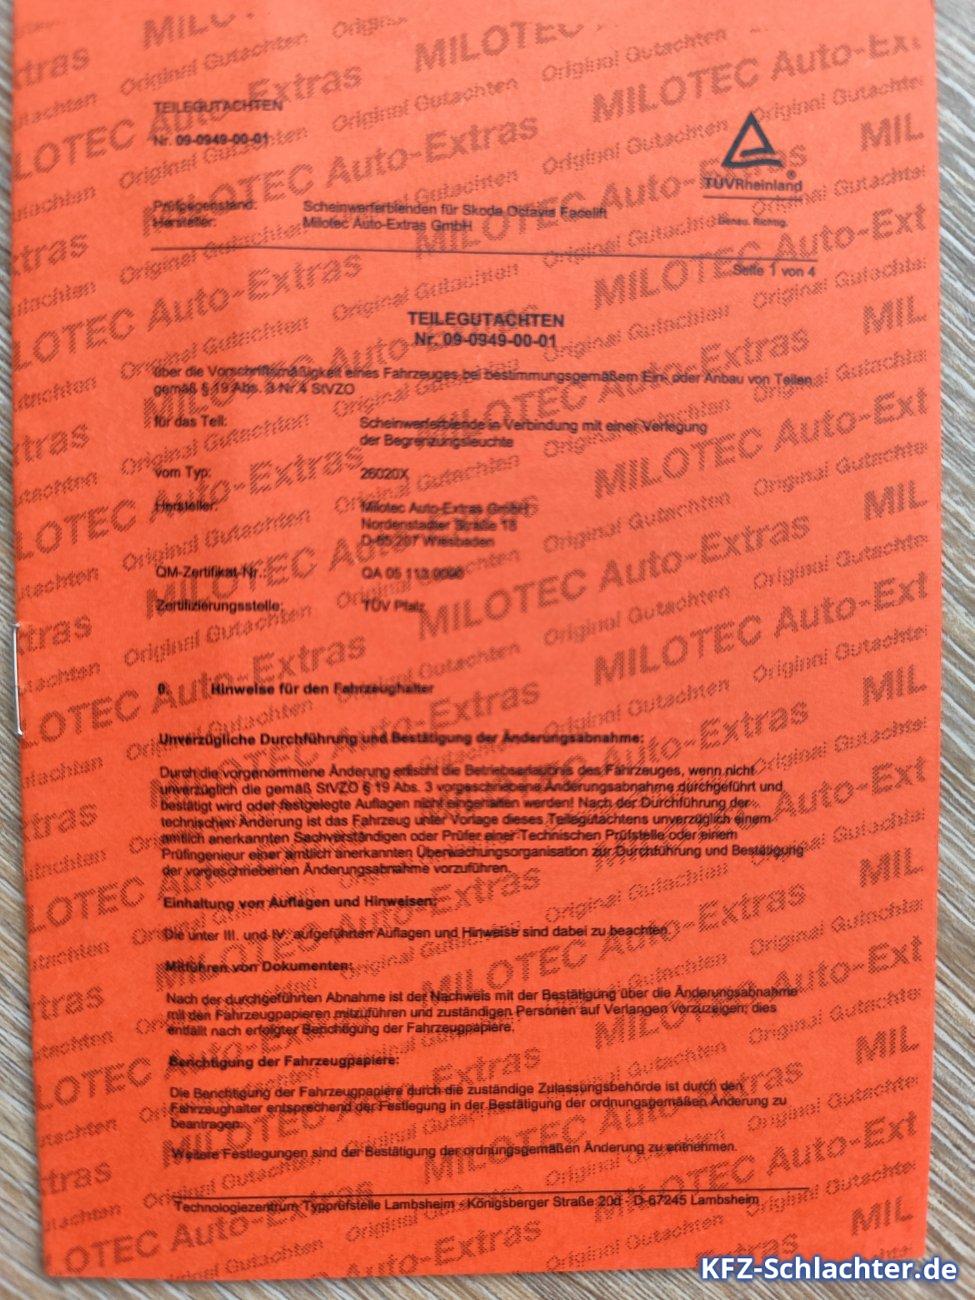 TEILEGUTACHTEN
Nr. 09-0949-00-01
TÜVRheinland
Genau. Richtig.
Prüfgegenstand: Scheinwerferblenden für Skoda Octavia Facelift
Hersteller: Milotec Auto-Extras GmbH
Seite 1 von 4
TEILEGUTACHTEN
Nr. 09-0949-00-01
über die Vorschriftsmäßigkeit eines Fahrzeuges bei bestimmungsgemäßem Ein- oder Anbau von Teilen
gemäß § 19 Abs. 3 Nr.4 StVZO
für das Teil: Scheinwerferblende in Verbindung mit einer Verlegung
der Begrenzungsleuchte
vom Typ: 26020X
Hersteller: Milotec Auto-Extras GmbH
Nordenstadter Straße 18
D-65 207 Wiesbaden
QM-Zertifikat-Nr.: QA 05 113
Zertifizierungsstelle: TÜV Pfalz
0. Hinweise für den Fahrzeughalter
Unverzügliche Durchführung und Bestätigung der Änderungsabnahme:
Durch die vorgenommene Änderung erlischt die Betriebserlaubnis des Fahrzeuges, wenn nicht
unverzüglich die gemäß StVZO § 19 Abs. 3 vorgeschriebene Änderungsabnahme durchgeführt und
bestätigt wird oder festgelegte Auflagen nicht eingehalten werden! Nach der Durchführung der
technischen Änderung ist das Fahrzeug unter Vorlage dieses Teilegutachtens unverzüglich einem
amtlich anerkannten Sachverständigen oder Prüfer einer Technischen Prüfstelle oder einem
Prüfingenieur einer amtlich anerkannten Überwachungsorganisation zur Durchführung und Bestätigung
der vorgeschriebenen Änderungsabnahme vorzuführen.
Einhaltung von Auflagen und Hinweisen:
Die unter III. und IV. aufgeführten Auflagen und Hinweise sind dabei zu beachten.
Mitführen von Dokumenten:
Nach der durchgeführten Abnahme ist der Nachweis mit der Bestätigung über die Änderungsabnahme
mit den Fahrzeugpapieren mitzuführen und zuständigen Personen auf Verlangen vorzuzeigen; dies
entfällt nach erfolgter Berichtigung der Fahrzeugpapiere.
Berichtigung der Fahrzeugpapiere:
Die Berichtigung der Fahrzeugpapiere durch die zuständige Zulassungsbehörde ist durch den
Fahrzeughalter entsprechend der Festlegung in der Bestätigung der ordnungsgemäßen Änderung zu
beantragen.
Weitere Festlegungen sind der Bestätigung der ordnungsgemäßen Änderung zu entnehmen.
Technologiezentrum Typprüfstelle Lambsheim - Königsberger Straße 20d - D-67245 Lambsheim
MILOTEC Auto-Extras
Original Gutachten
KFZ-Schlachter.de